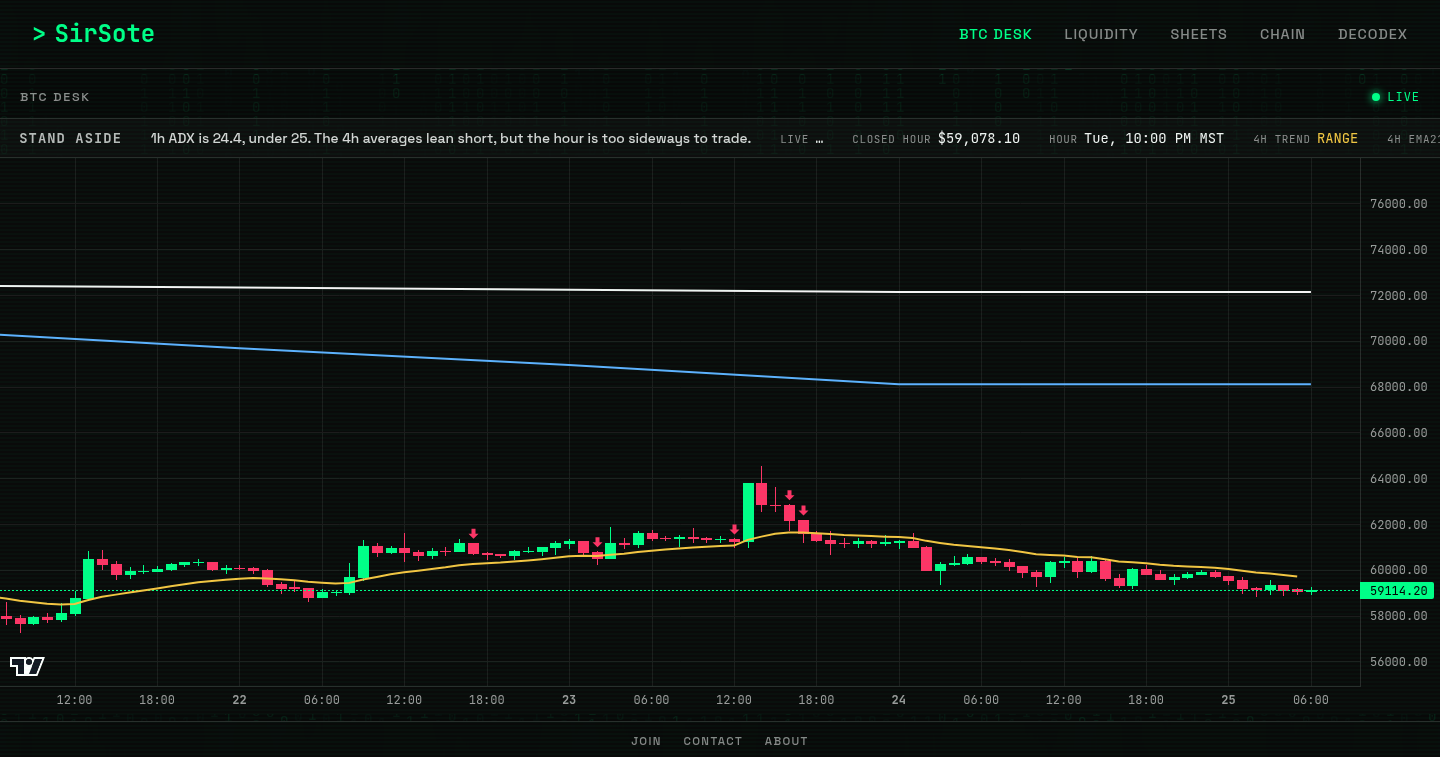 > SirSote
BTC DESK LIQUIDITY SHEETS CHAIN DECODEX
BTC DESK
LIVE
STAND ASIDE 1h ADX is 24.4, under 25. The 4h averages lean short, but the hour is too sideways to trade. LIVE … CLOSED HOUR $59,078.10 HOUR Tue, 10:00 PM MST 4H TREND RANGE 4H EMA21
76000.00
74000.00
72000.00
70000.00
68000.00
66000.00
64000.00
62000.00
60000.00
59114.20
58000.00
56000.00
12:00 18:00 22 06:00 12:00 18:00 23 06:00 12:00 18:00 24 06:00 12:00 18:00 25 06:00
JOIN CONTACT ABOUT